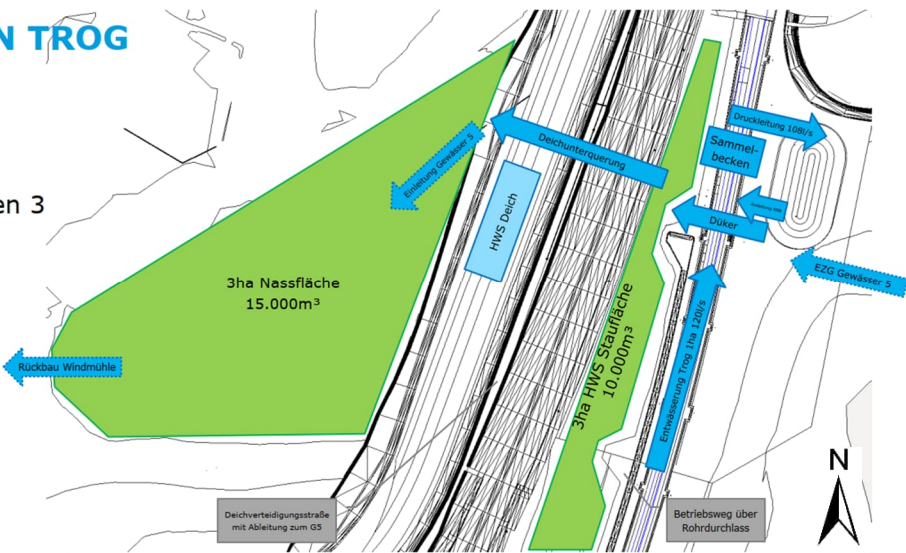 N TROG
en 3
Druckleitung 108l/s
Sammel-
becken
Deichunterquerung
Einleitung Gewässer 5
HWS Deich
Düker
EZG Gewässer 5
3ha Nassfläche
15.000m³
3ha HWS Staufläche
10.000m³
Entwässerung Trog 1ha 120l/s
Rückbau Windmühle
Deichverteidigungsstraße
mit Ableitung zum G5
Betriebsweg über
Rohrdurchlass
N